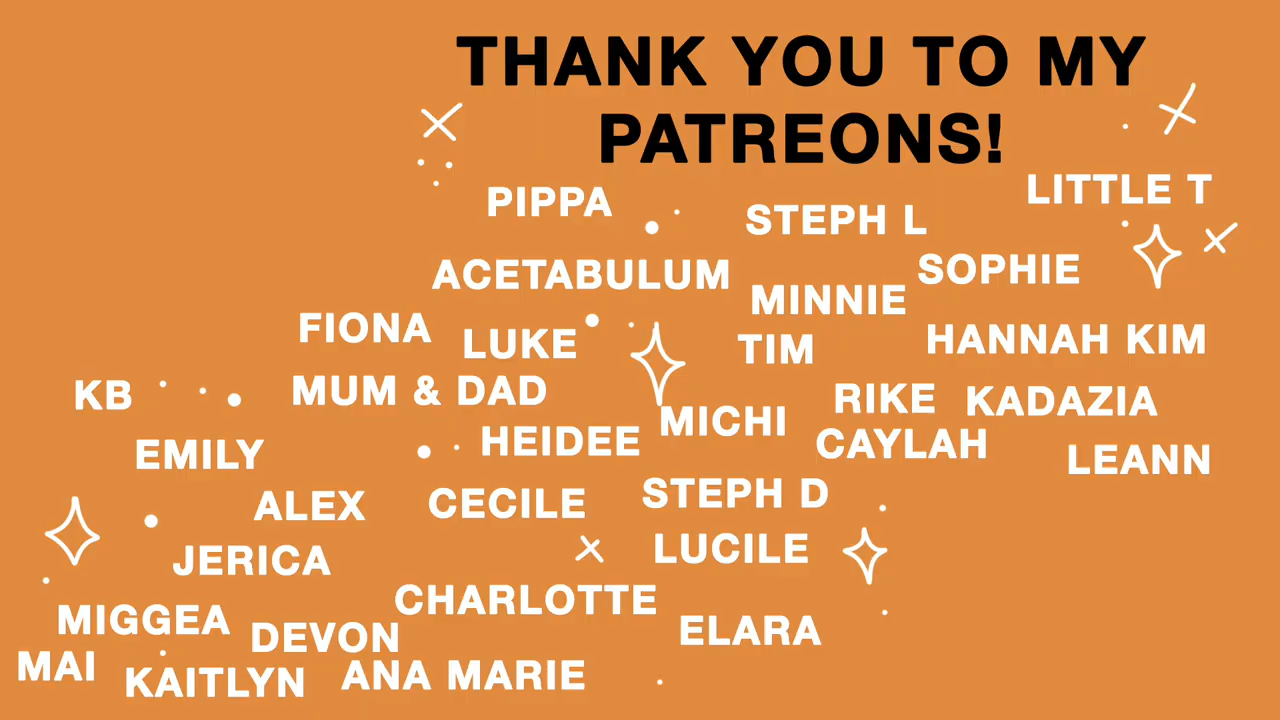 THANK YOU TO MY
PATREONS!
LITTLE T
PIPPA
STEPH L
ACETABULUM
SOPHIE
MINNIE
FIONA
LUKE
TIM
HANNAH KIM
KB
MUM & DAD
RIKE
KADAZIA
MICHI
EMILY
HEIDEE
CAYLAH
LEANN
ALEX
CECILE
STEPH D
JERICA
LUCILE
CHARLOTTE
MIGGEA
DEVON
ELARA
MAI
KAITLYN
ANA MARIE